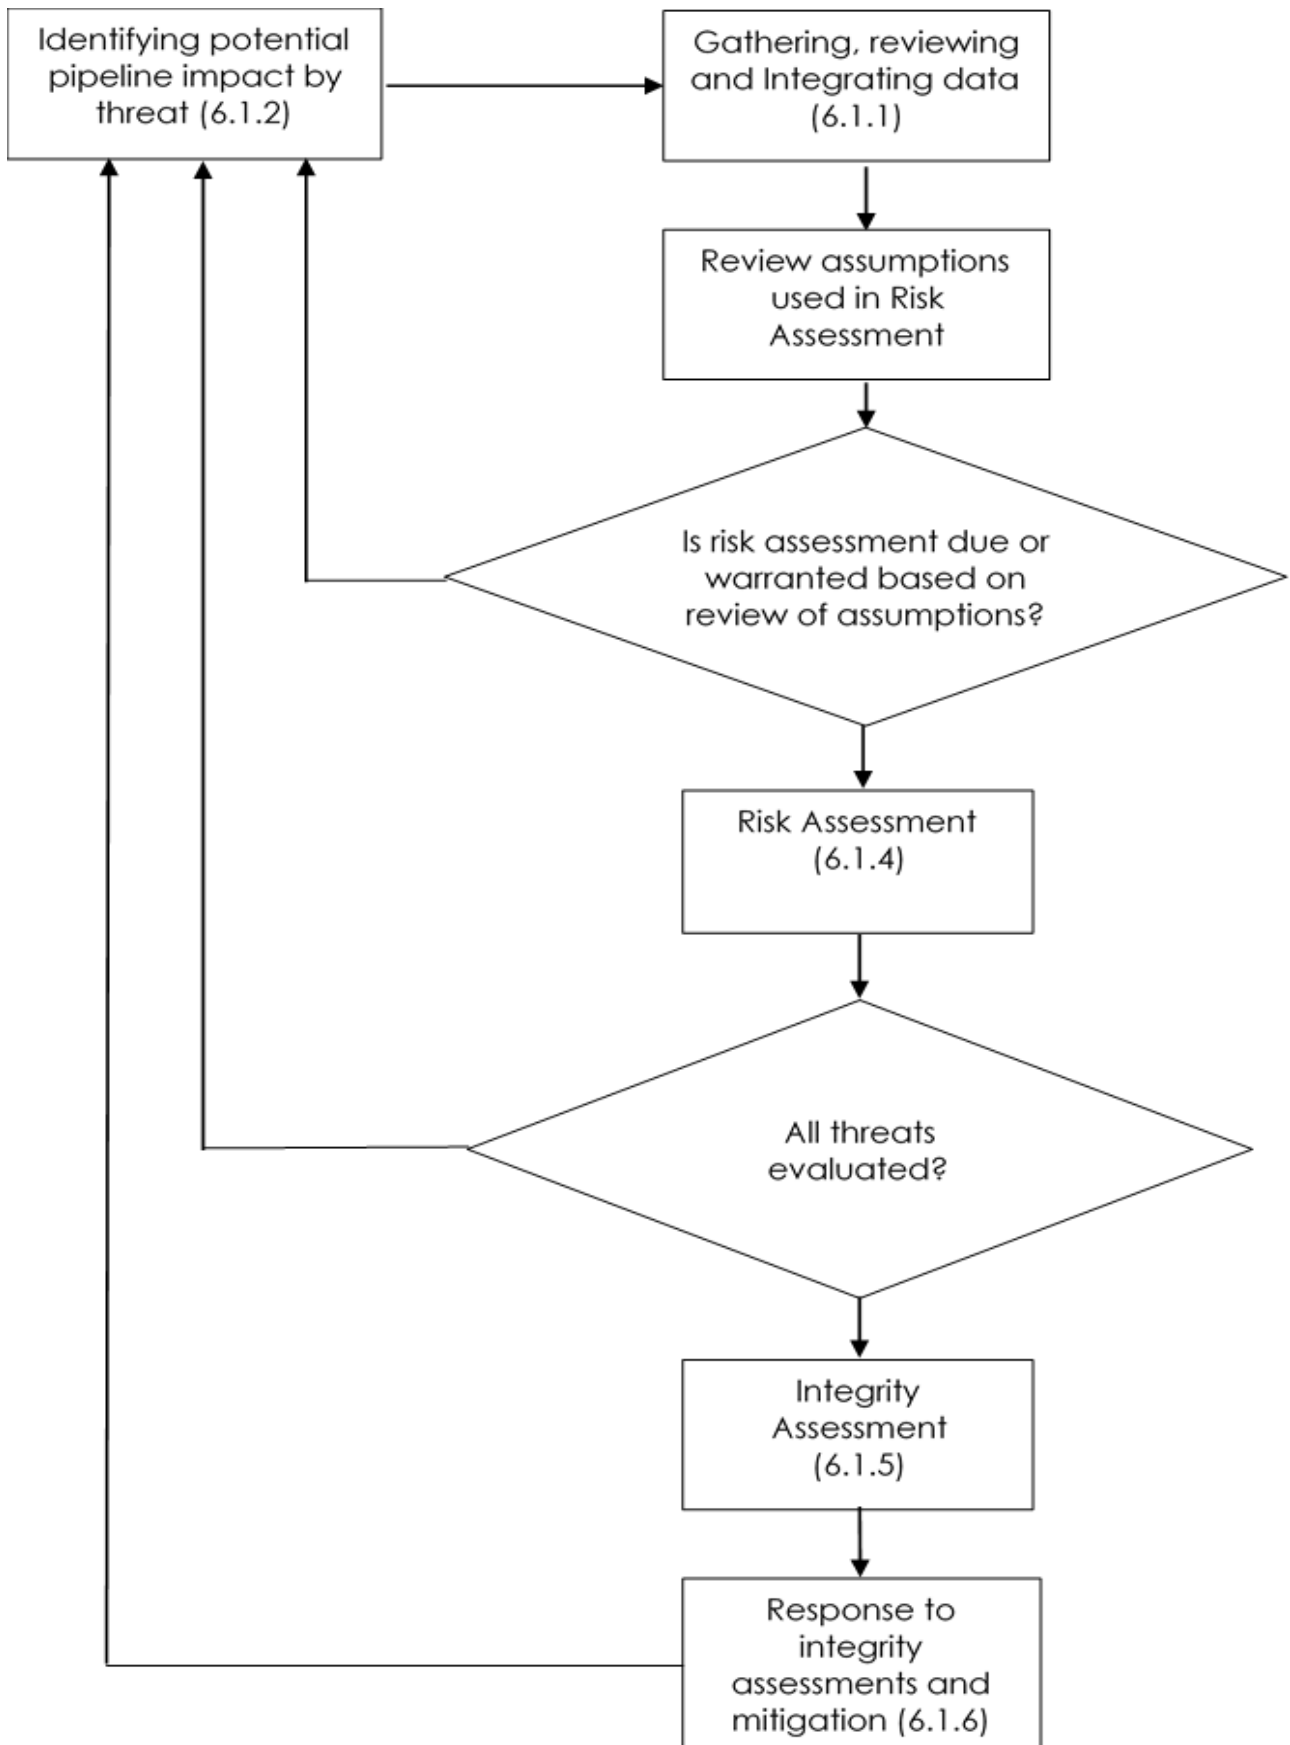 Identifying potential
pipeline impact by
threat (6.1.2)
Gathering, reviewing
and Integrating data
(6.1.1)
Review assumptions
used in Risk
Assessment
Is risk assessment due or
warranted based on
review of assumptions?
Risk Assessment
(6.1.4)
All threats
evaluated?
Integrity
Assessment
(6.1.5)
Response to
integrity
assessments and
mitigation (6.1.6)